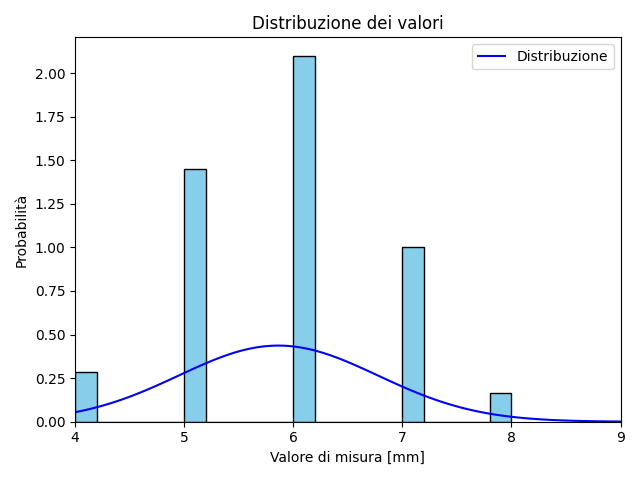 Distribuzione dei valori
Distribuzione
Probabilità
2.00
1.75
1.50
1.25
1.00
0.75
0.50
0.25
0.00
4 5 6 7 8 9
Valore di misura [mm]